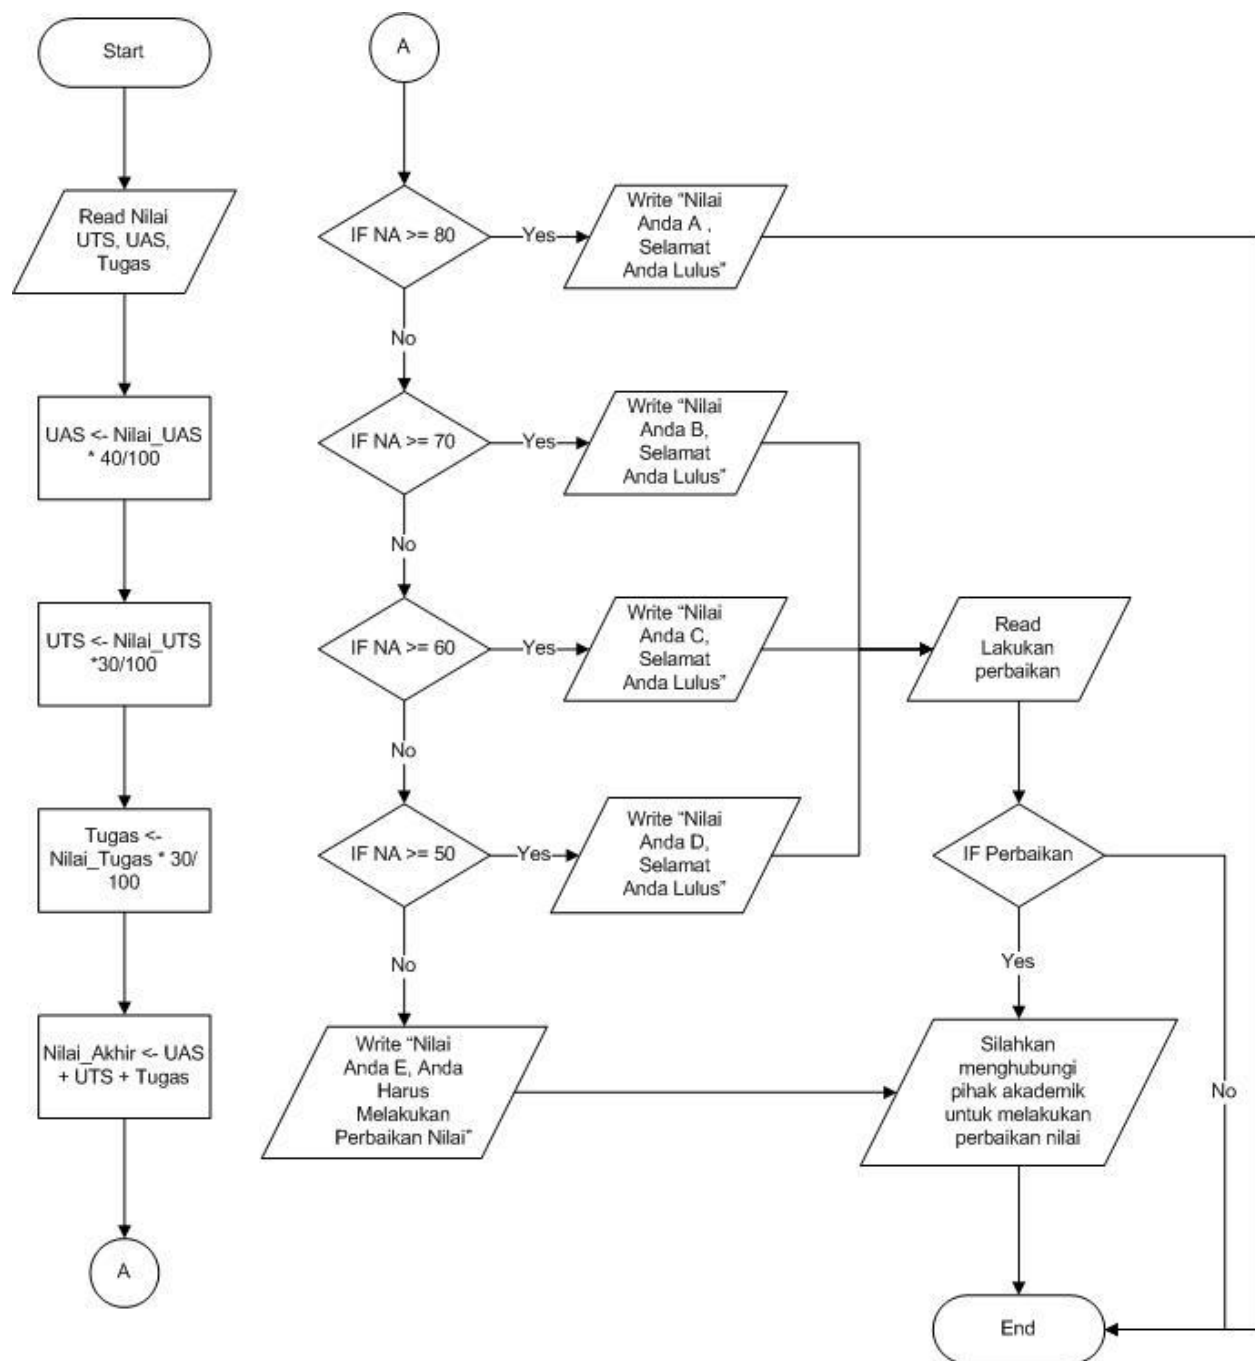 Start
Read Nilai
UTS, UAS,
Tugas
UAS <- Nilai_UAS
* 40/100
UTS <- Nilai_UTS
*30/100
Tugas <-
Nilai_Tugas * 30/
100
Nilai_Akhir <- UAS
+ UTS + Tugas
A
A
IF NA >= 80
Yes
Write “Nilai
Anda A ,
Selamat
Anda Lulus”
No
IF NA >= 70
Yes
Write “Nilai
Anda B,
Selamat
Anda Lulus”
No
IF NA >= 60
Yes
Write “Nilai
Anda C,
Selamat
Anda Lulus”
No
IF NA >= 50
Yes
Write “Nilai
Anda D,
Selamat
Anda Lulus”
No
Write “Nilai
Anda E, Anda
Harus
Melakukan
Perbaikan Nilai”
Read
Lakukan
perbaikan
IF Perbaikan
Yes
No
Silahkan
menghubungi
pihak akademik
untuk melakukan
perbaikan nilai
End